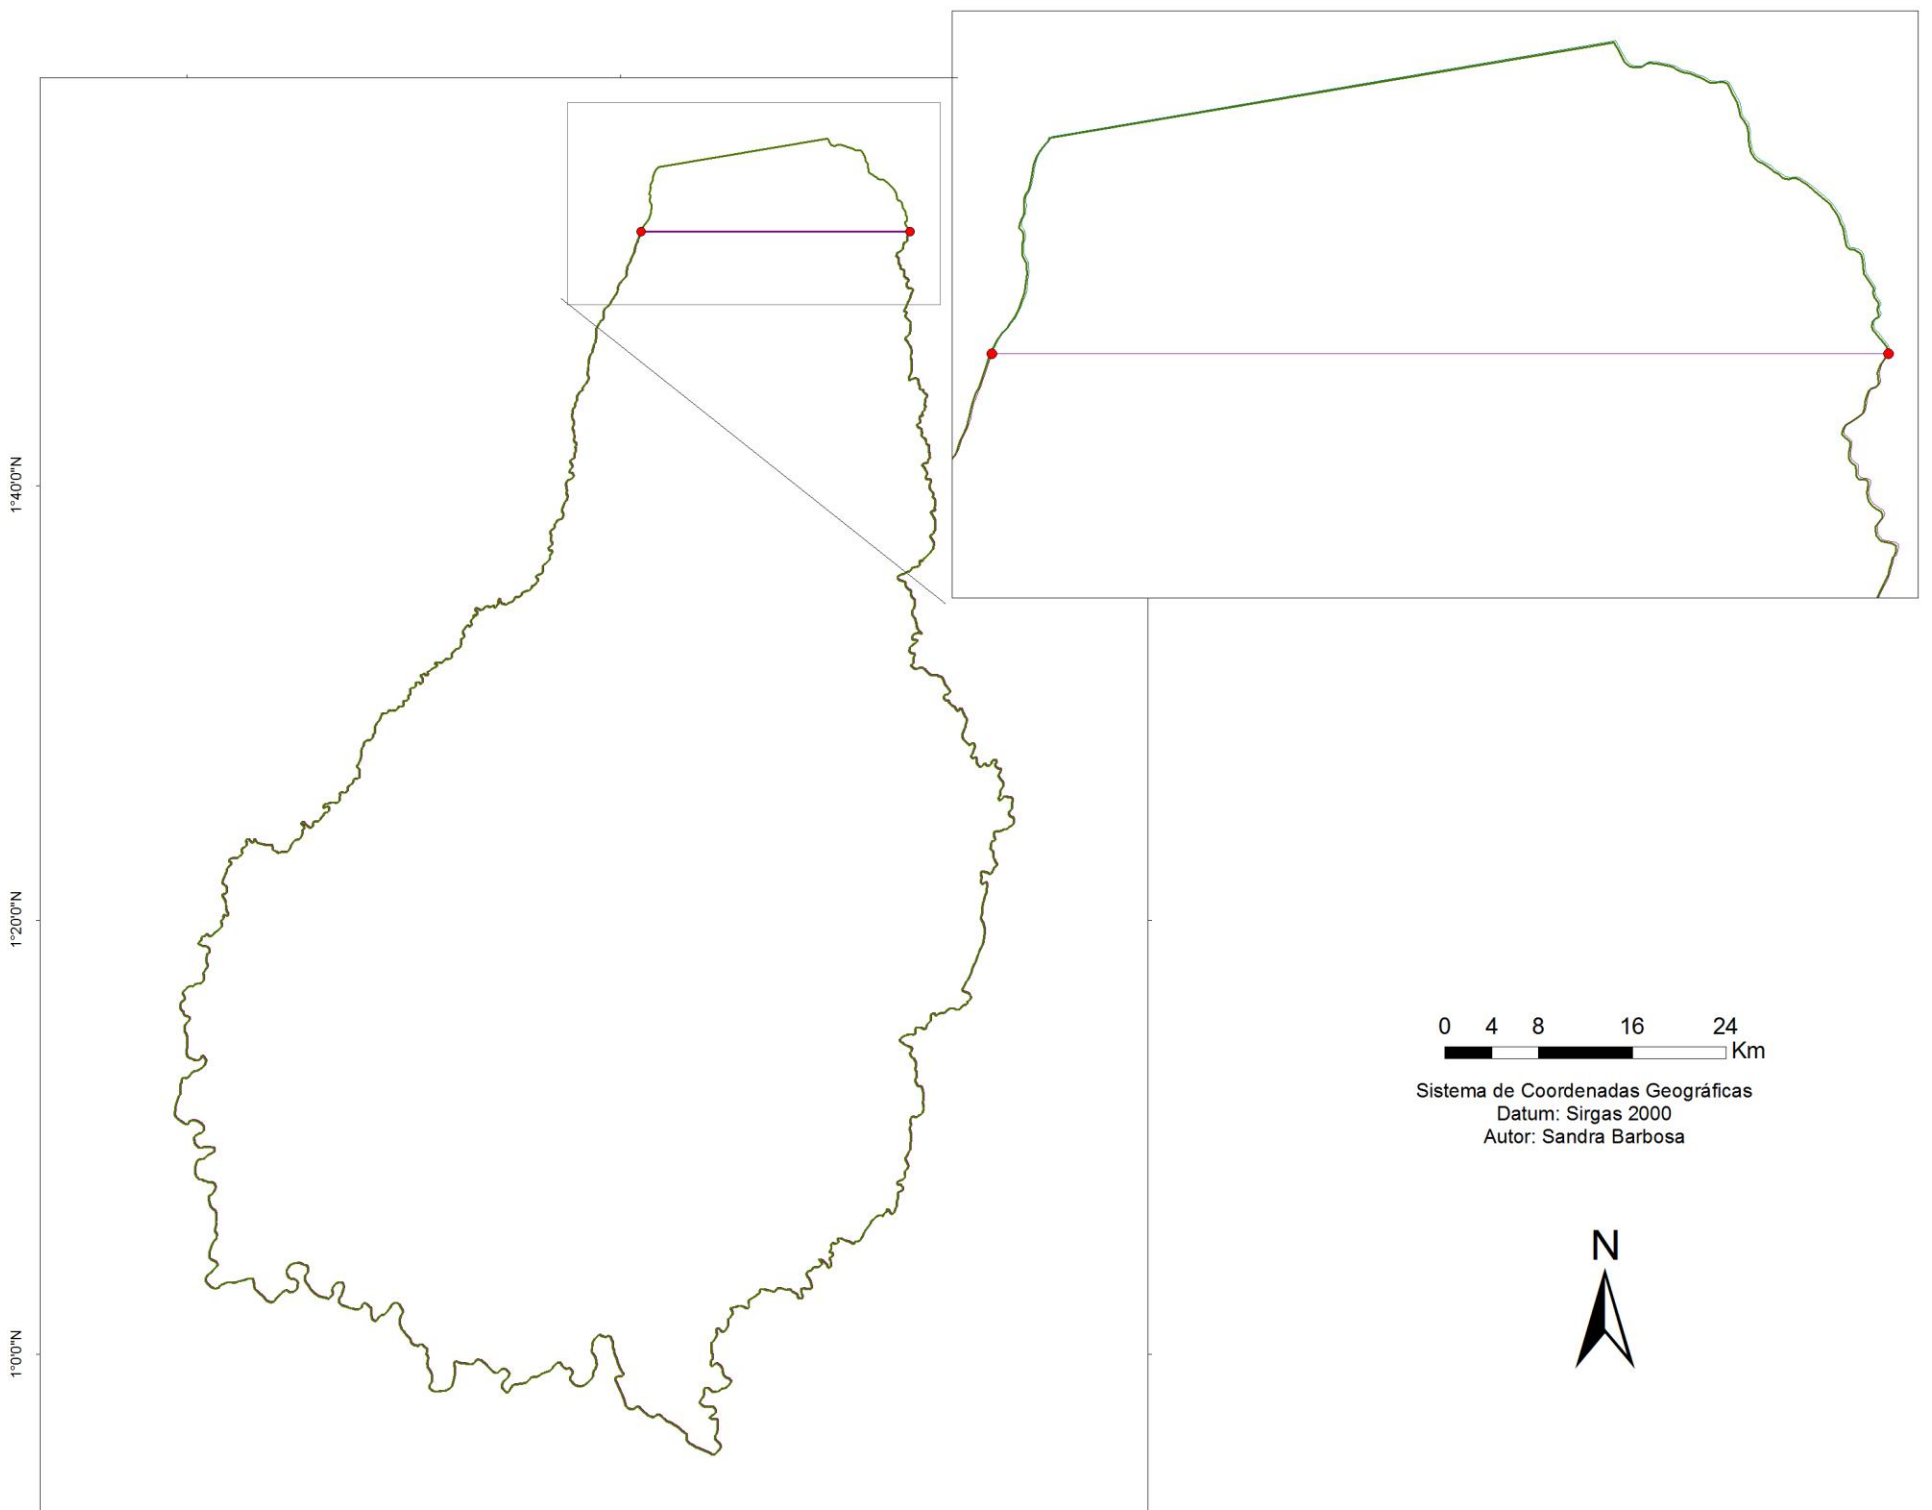 1°40'0"N
1°20'0"N
1°0'0"N
0 4 8 16 24
Km
Sistema de Coordenadas Geográficas
Datum: Sirgas 2000
Autor: Sandra Barbosa
N